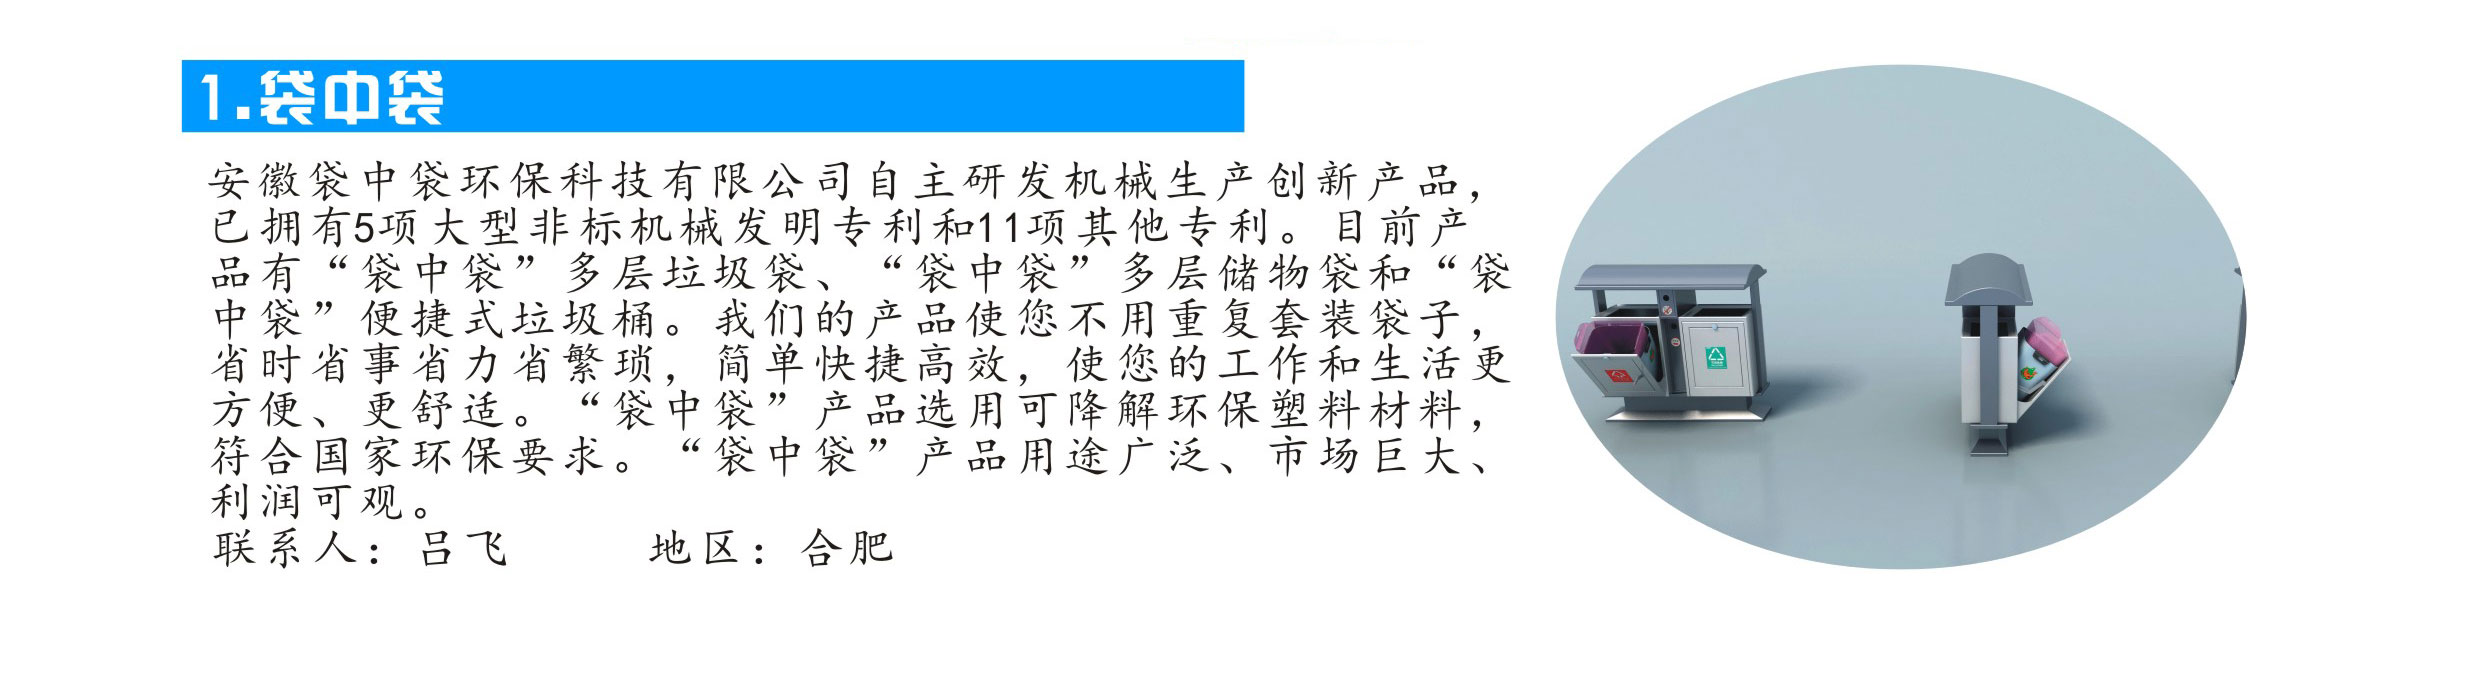 1.袋中袋
安徽袋中袋环保科技有限公司自主研发机械生产创新产品，
已拥有5项大型非标机械发明专利和11项其他专利。目前产
品有“袋中袋”多层垃圾袋、“袋中袋”多层储物袋和“袋
中袋”便捷式垃圾桶。我们的产品使您不用重复套装袋子，
省时省事省力省繁琐，简单快捷高效，使您的工作和生活更
方便、更舒适。“袋中袋”产品选用可降解环保塑料材料，
符合国家环保要求。“袋中袋”产品用途广泛、市场巨大、
利润可观。
联系人：吕飞 地区：合肥